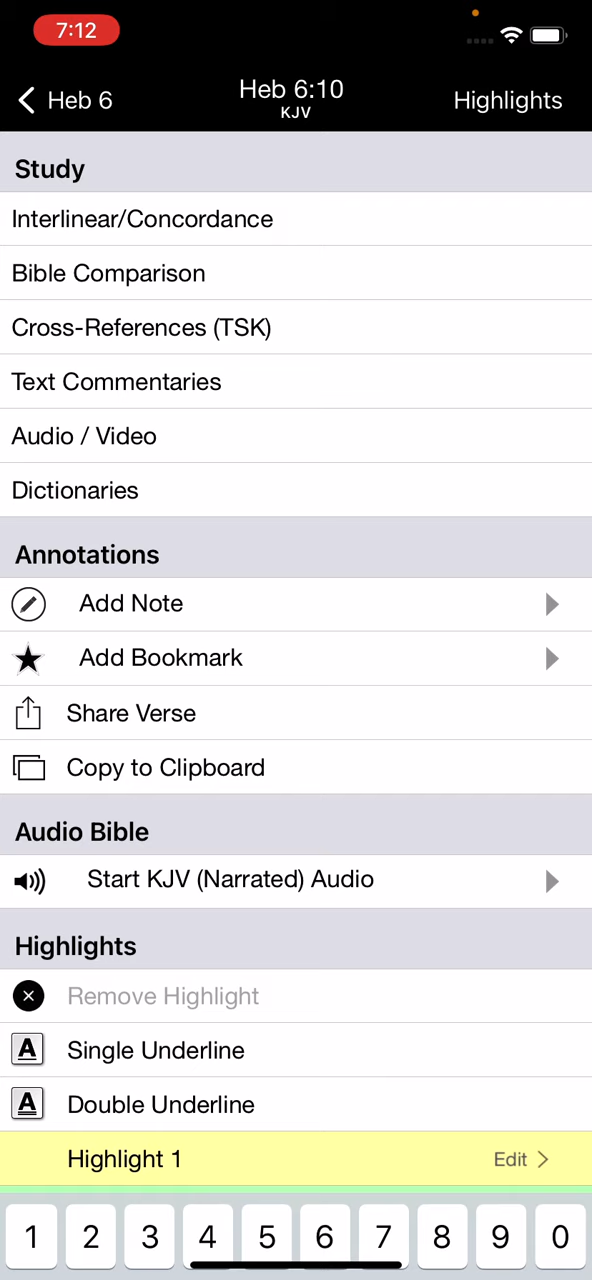 7:12
Heb 6
Heb 6:10
KJV
Highlights
Study
Interlinear/Concordance
Bible Comparison
Cross-References (TSK)
Text Commentaries
Audio / Video
Dictionaries
Annotations
Add Note
Add Bookmark
Share Verse
Copy to Clipboard
Audio Bible
Start KJV (Narrated) Audio
Highlights
Remove Highlight
A Single Underline
A Double Underline
Highlight 1 Edit
1 2 3 4 5 6 7 8 9 0